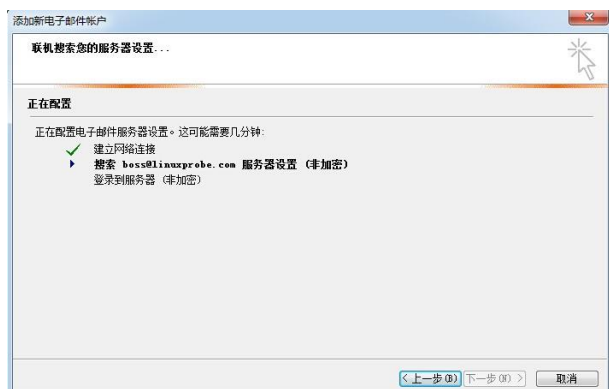 添加新电子邮件帐户
联机搜索您的服务器设置...
正在配置
正在配置电子邮件服务器设置。这可能需要几分钟:
建立网络连接
搜索 boss@linuxprobe.com 服务器设置 (非加密)
登录到服务器 (非加密)
< 上一步(B) 下一步(N) > 取消